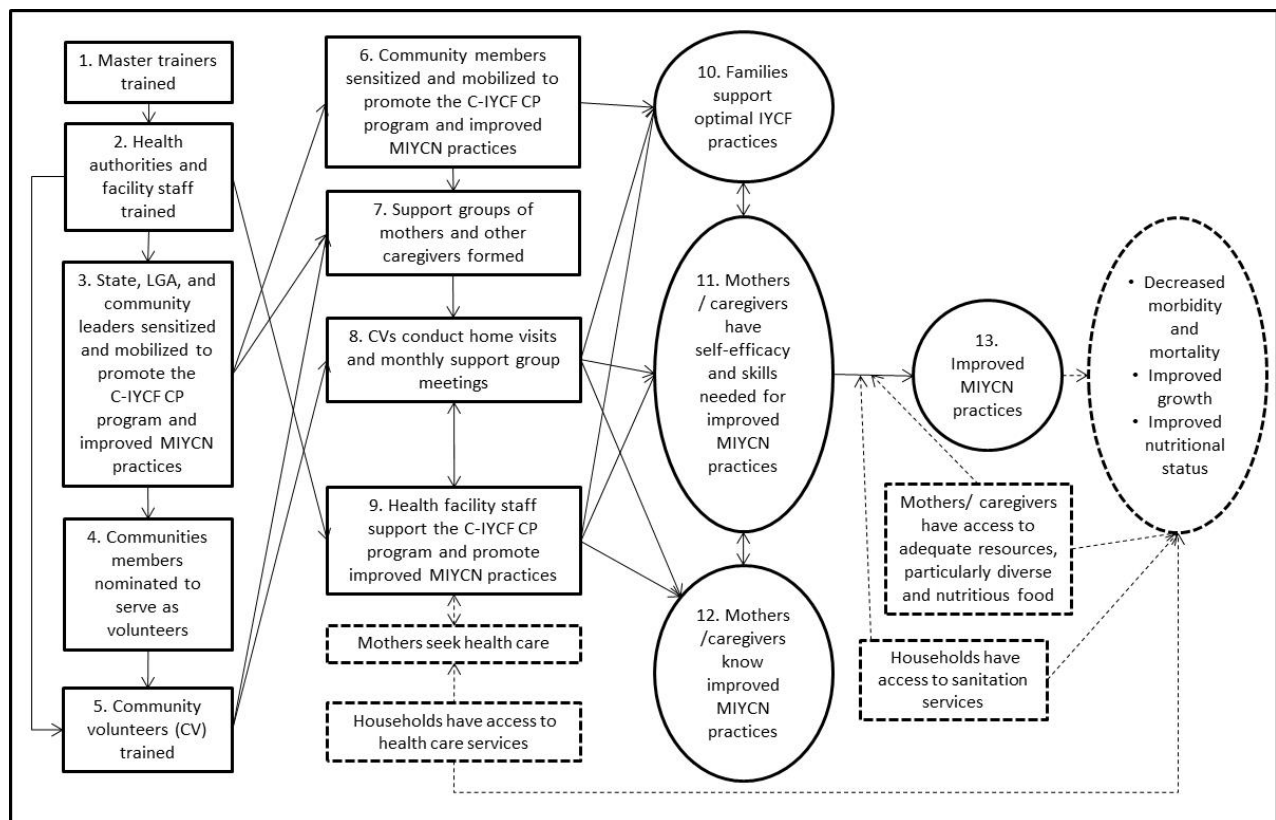 1. Master trainers
trained
2. Health
authorities and
facility staff
trained
3. State, LGA, and
community
leaders sensitized
and mobilized to
promote the
C-IYCF CP
program and
improved MIYCN
practices
4. Communities
members
nominated to
serve as
volunteers
5. Community
volunteers (CV)
trained
6. Community members
sensitized and mobilized to
promote the C-IYCF CP
program and improved
MIYCN practices
7. Support groups of
mothers and other
caregivers formed
8. CVs conduct home visits
and monthly support group
meetings
9. Health facility staff
support the C-IYCF CP
program and promote
improved MIYCN practices
Mothers seek health care
Households have access to
health care services
10. Families
support
optimal IYCF
practices
11. Mothers
/ caregivers
have
self-efficacy
and skills
needed for
improved
MIYCN
practices
12. Mothers
/caregivers
know
improved
MIYCN
practices
13.
Improved
MIYCN
practices
Mothers/ caregivers
have access to
adequate resources,
particularly diverse
and nutritious food
Households have
access to sanitation
services
• Decreased
morbidity
and
mortality
• Improved
growth
• Improved
nutritional
status